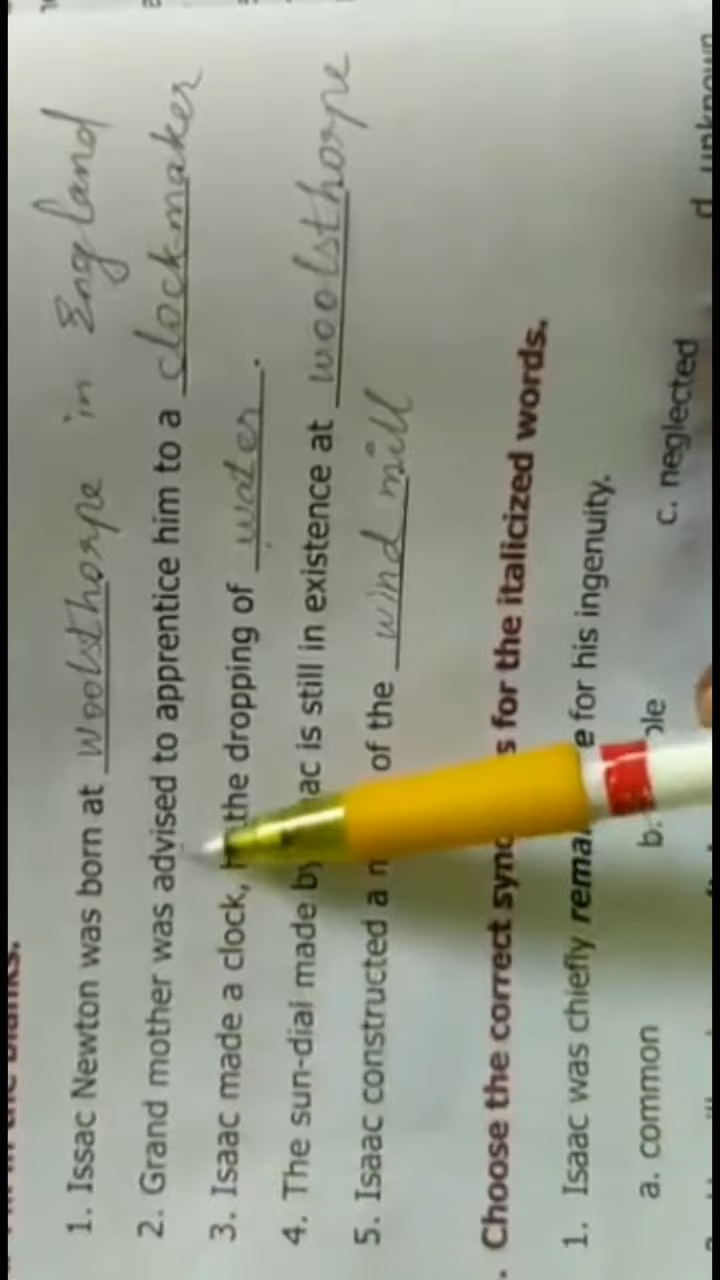 1. Issac Newton was born at Woolsthorpe in England
2. Grand mother was advised to apprentice him to a clockmaker
3. Isaac made a clock, the dropping of water.
4. The sun-dial made by is still in existence at woolsthorpe
5. Isaac constructed a of the wind mill
Choose the correct for the italicized words.
1. Isaac was chiefly for his ingenuity.
a. common b. c. neglected d. unknown